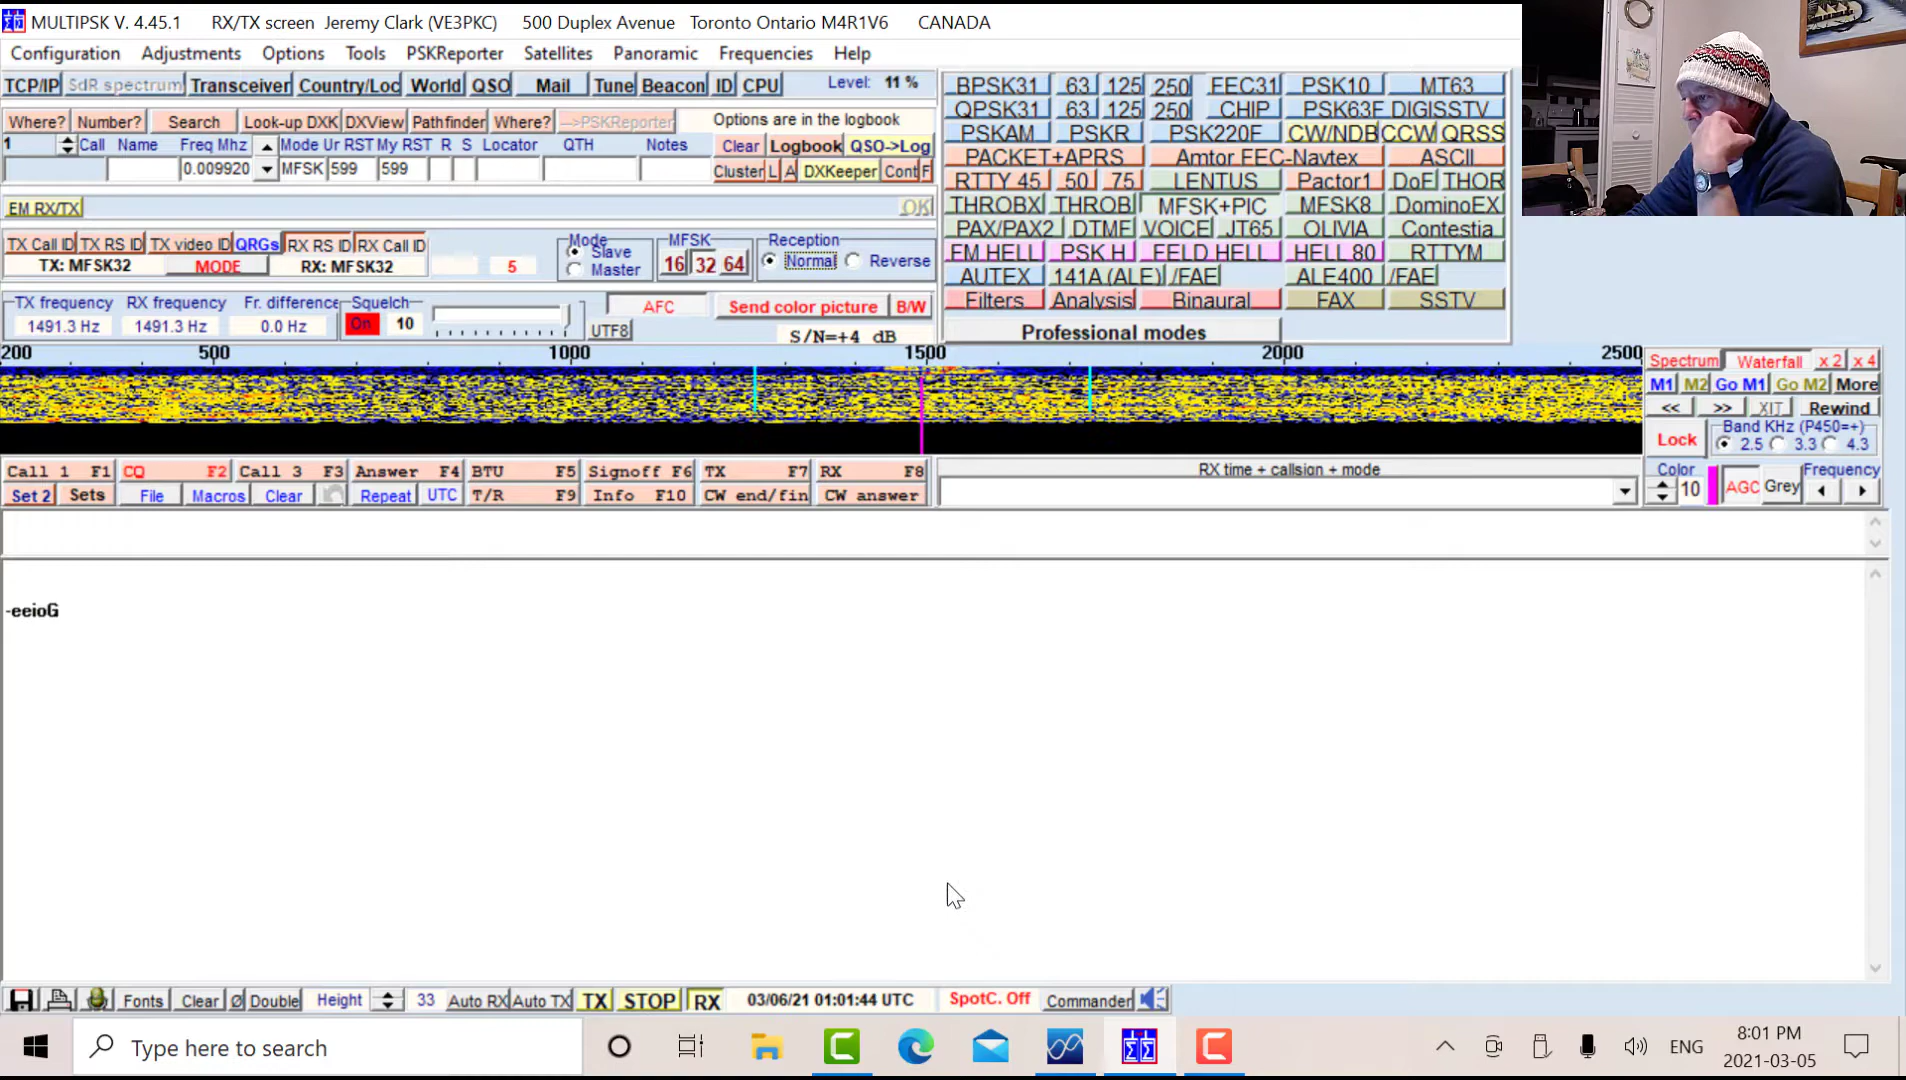 MULTIPSK V. 4.45.1 RX/TX screen Jeremy Clark (VE3PKC) 500 Duplex Avenue Toronto Ontario M4R1V6 CANADA
Configuration Adjustments Options Tools PSKReporter Satellites Panoramic Frequencies Help
TCP/IP SdR spectrum Transceiver Country/Loc World QSO Mail Tune Beacon ID CPU Level: 11 %
Where? Number? Search Look-up DXK DXView Pathfinder Where? -->PSKReporter Options are in the logbook
1 Call Name Freq Mhz Mode Ur RST My RST R S Locator QTH Notes Clear Logbook QSO->Log
0.009920 MFSK 599 599 Cluster L A DXKeeper Cont F
EM RX/TX OK
TX Call ID TX RS ID TX video ID QRGs RX RS ID RX Call ID
TX: MFSK32 MODE RX: MFSK32 5
Mode Slave Master
MFSK 16 32 64
Reception Normal Reverse
TX frequency RX frequency Fr. difference Squelch AFC Send color picture B/W
1491.3 Hz 1491.3 Hz 0.0 Hz On 10 UTF8 S/N=+4 dB
BPSK31 63 125 250 FEC31 PSK10 MT63
QPSK31 63 125 250 CHIP PSK63F DIGISSTV
PSKAM PSKR PSK220F CW/NDB CCW QRSS
PACKET+APRS Amtor FEC-Navtex ASCII
RTTY 45 50 75 LENTUS Pactor1 DoF THOR
THROBX THROB MFSK+PIC MFSK8 DominoEX
PAX/PAX2 DTMF VOICE JT65 OLIVIA Contestia
FM HELL PSK H FELD HELL HELL 80 RTTYM
AUTEX 141A (ALE) /FAE ALE400 /FAE
Filters Analysis Binaural FAX SSTV
Professional modes
200 500 1000 1500 2000 2500
Spectrum Waterfall x 2 x 4
M1 M2 Go M1 Go M2 More
<< >> XIT Rewind
Lock Band KHz (P450=+)
2.5 3.3 4.3
Color Frequency
10 AGC Grey
Call 1 F1 CQ F2 Call 3 F3 Answer F4 BTU F5 Signoff F6 TX F7 RX F8
Set 2 Sets File Macros Clear Repeat UTC T/R F9 Info F10 CW end/fin CW answer
RX time + callsion + mode
-eeioG
Fonts Clear Ø Double Height 33 Auto RX Auto TX TX STOP RX 03/06/21 01:01:44 UTC SpotC. Off Commander
Type here to search
ENG
8:01 PM
2021-03-05